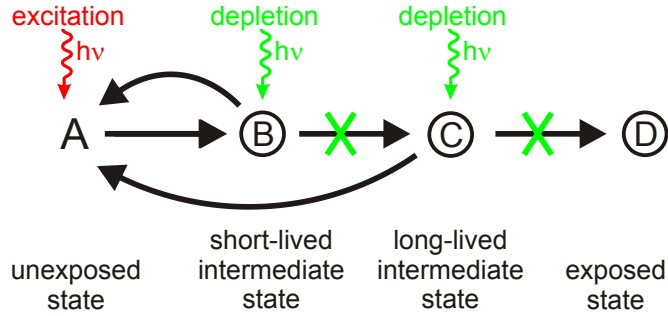 excitation
depletion
depletion
hν
hν
hν
A
B
C
D
unexposed
state
short-lived
intermediate
state
long-lived
intermediate
state
exposed
state